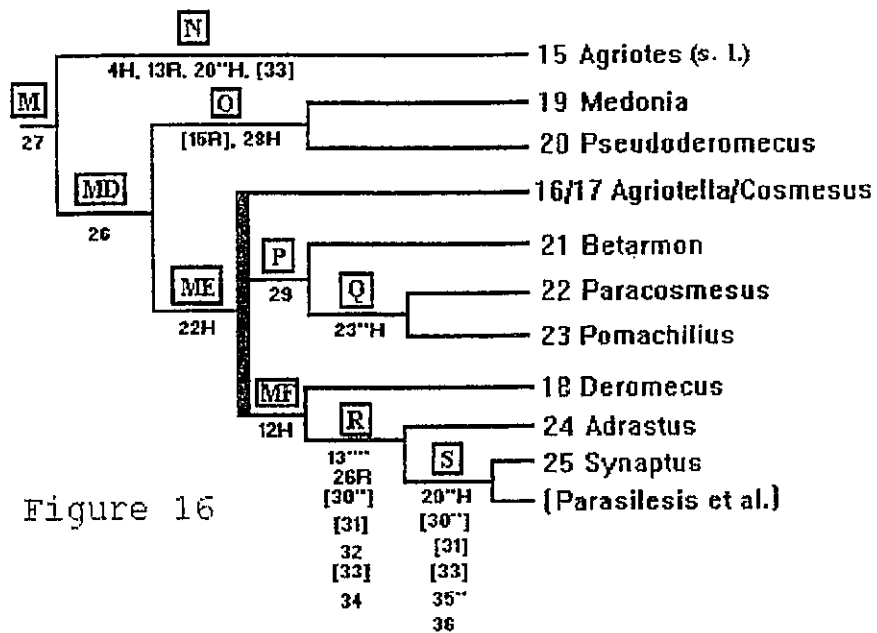 N
15 Agriotes (s. l.)
4H, 13R, 20"H, [33]
M
O
19 Medonia
27
[15R], 28H
20 Pseudoderomecus
MD
16/17 Agriotella/Cosmesus
26
P
21 Betarmon
ME
29
Q
22 Paracosmesus
22H
23"H
23 Pomachilius
MF
18 Deromecus
12H
R
24 Adrastus
13""
S
25 Synaptus
26R
20"H
(Parasilesis et al.)
[30"]
[30"]
[31]
[31]
32
[33]
[33]
35"
34
36
Figure 16